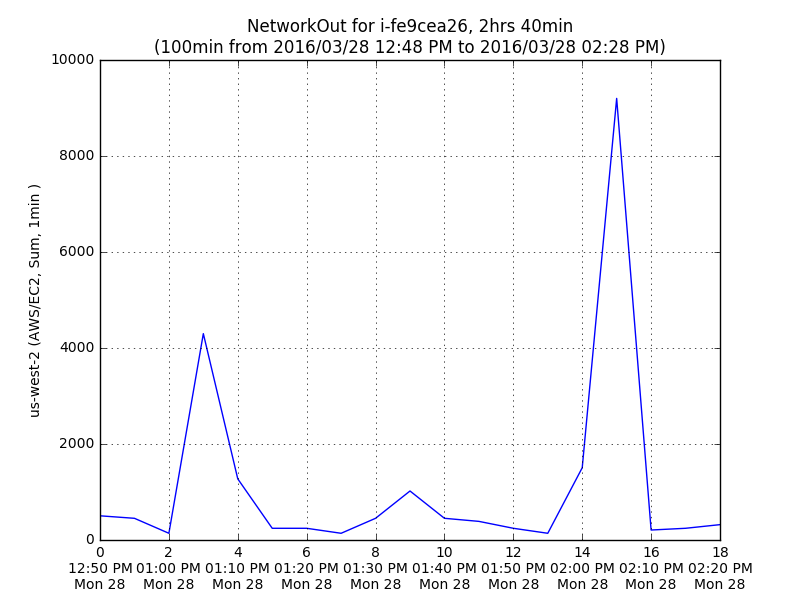 NetworkOut for i-fe9cea26, 2hrs 40min
(100min from 2016/03/28 12:48 PM to 2016/03/28 02:28 PM)
us-west-2 (AWS/EC2, Sum, 1min )
10000
8000
6000
4000
2000
0
0 2 4 6 8 10 12 14 16 18
12:50 PM 01:00 PM 01:10 PM 01:20 PM 01:30 PM 01:40 PM 01:50 PM 02:00 PM 02:10 PM 02:20 PM
Mon 28 Mon 28 Mon 28 Mon 28 Mon 28 Mon 28 Mon 28 Mon 28 Mon 28 Mon 28